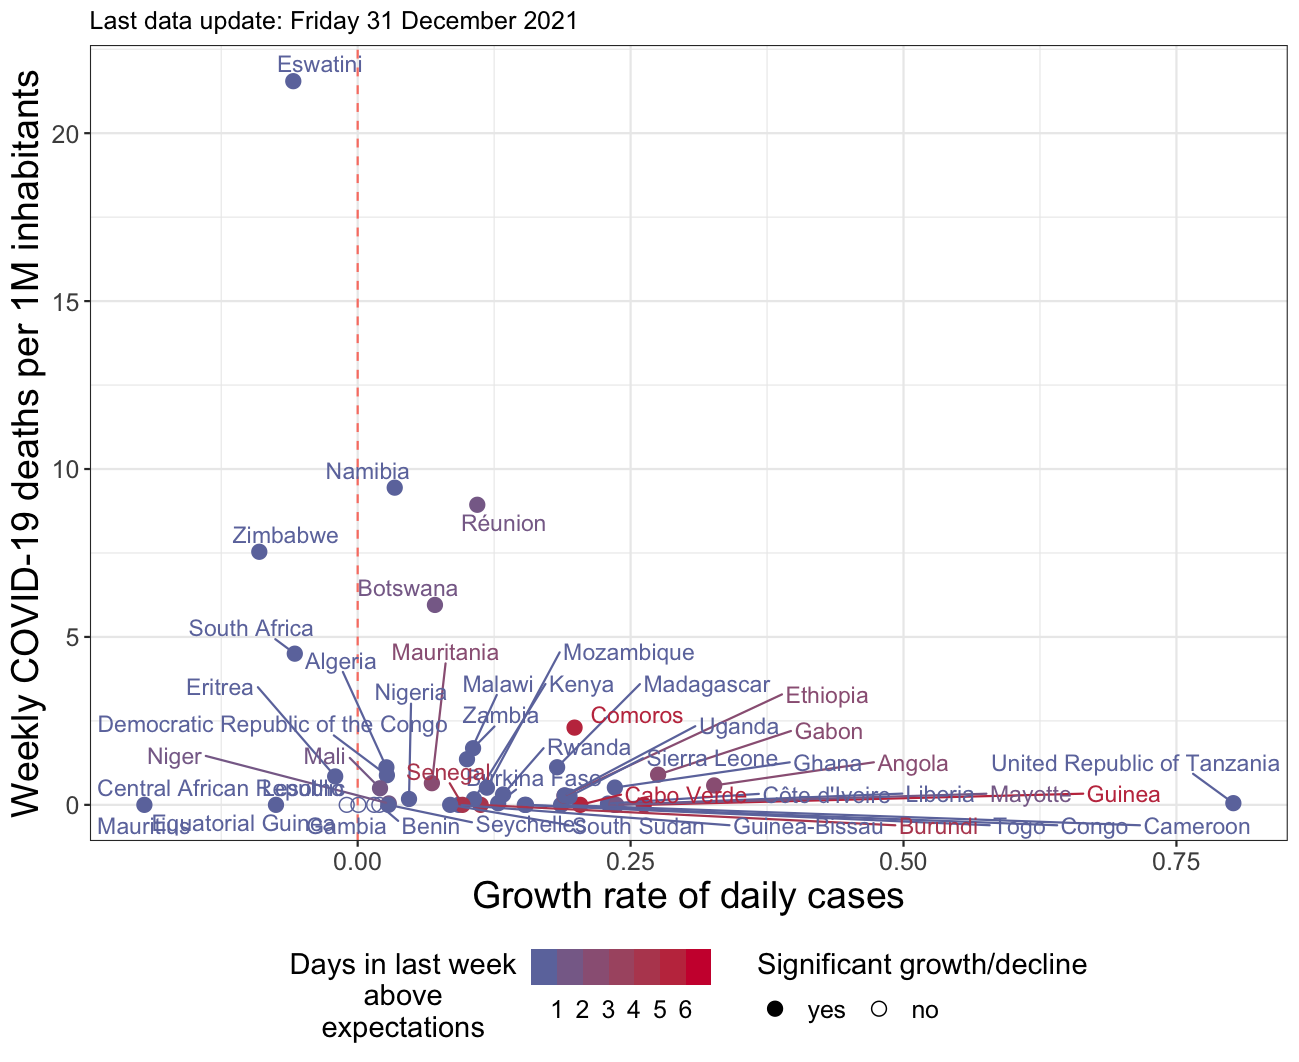 Last data update: Friday 31 December 2021
Weekly COVID-19 deaths per 1M inhabitants
20
15
10
5
0
Eswatini
Namibia
Réunion
Zimbabwe
Botswana
South Africa
Algeria
Mauritania
Mozambique
Eritrea
Nigeria
Malawi
Kenya
Madagascar
Ethiopia
Democratic Republic of the Congo
Zambia
Comoros
Uganda
Gabon
Niger
Mali
Rwanda
Senegal
Burkina Faso
Sierra Leone
Ghana
Angola
United Republic of Tanzania
Central African Republic
Lesotho
Cabo Verde
Côte d'Ivoire
Liberia
Mayotte
Guinea
Mauritius
Equatorial Guinea
Gambia
Benin
Seychelles
South Sudan
Guinea-Bissau
Burundi
Togo
Congo
Cameroon
0.00
0.25
0.50
0.75
Growth rate of daily cases
Days in last week
above
expectations
1 2 3 4 5 6
Significant growth/decline
yes
no